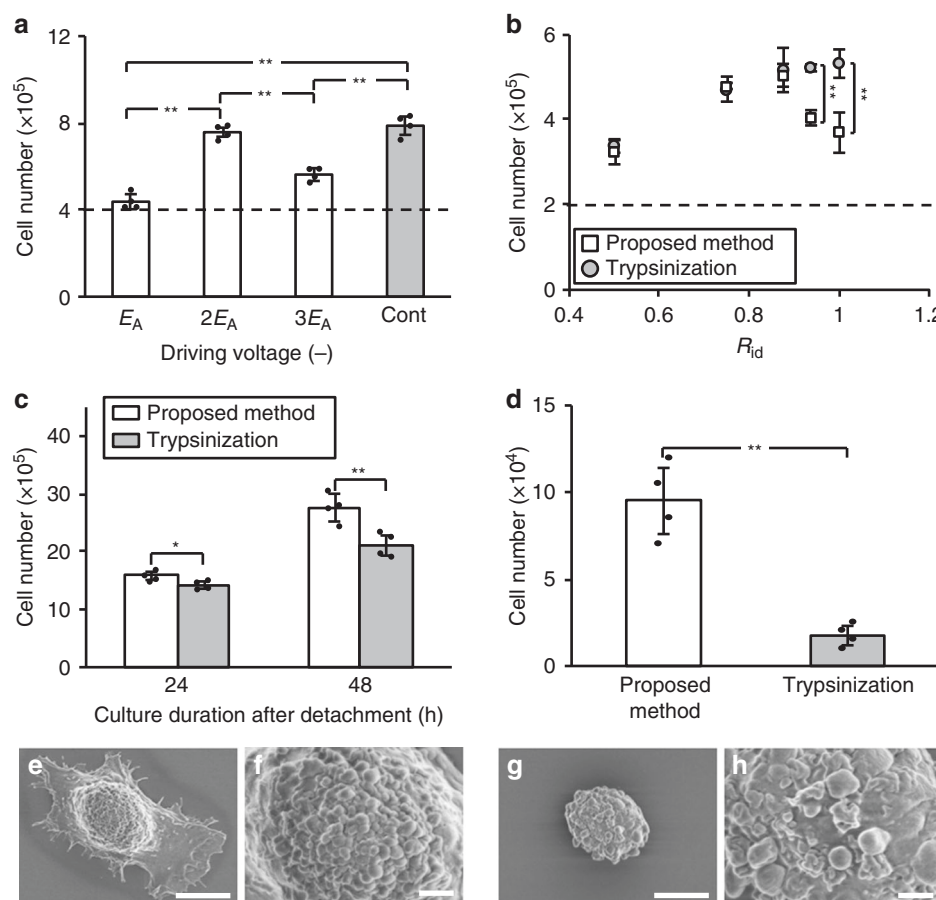 a
12
8
4
0
Cell number (×10⁵)
**
**
**
**
E_A
2E_A
3E_A
Cont
Driving voltage (–)
b
6
4
2
0
Cell number (×10⁵)
**
**
Proposed method
Trypsinization
0.4
0.6
0.8
1
1.2
R_id
c
40
30
20
10
0
Cell number (×10⁵)
Proposed method
Trypsinization
*
**
24
48
Culture duration after detachment (h)
d
15
10
5
0
Cell number (×10⁴)
**
Proposed
method
Trypsinization
e
f
g
h